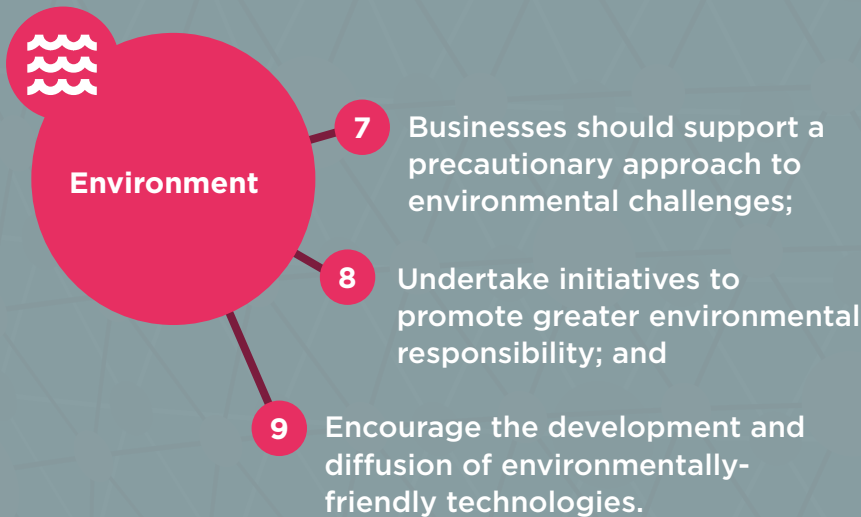 Environment
7
Businesses should support a
precautionary approach to
environmental challenges;
8
Undertake initiatives to
promote greater environmental
responsibility; and
9
Encourage the development and
diffusion of environmentally-
friendly technologies.